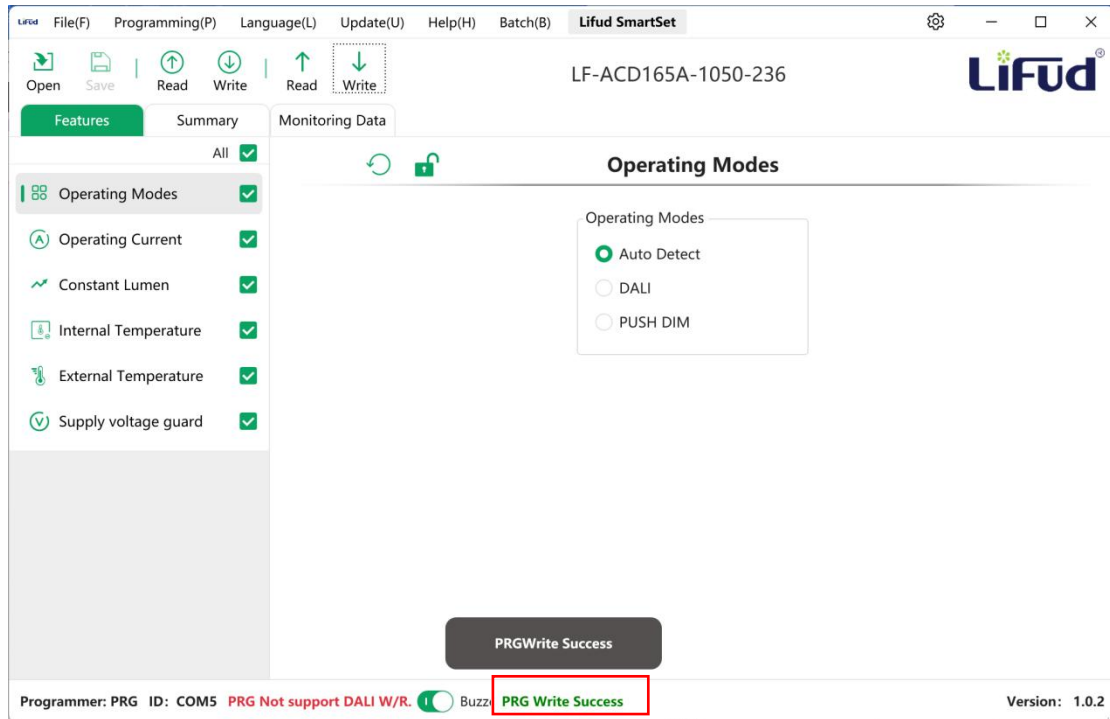 Lifud File(F) Programming(P) Language(L) Update(U) Help(H) Batch(B) Lifud SmartSet
Open Save Read Write Read Write LF-ACD165A-1050-236 Lifud
Features Summary Monitoring Data
All
Operating Modes
Operating Modes
Operating Modes
Auto Detect
DALI
PUSH DIM
A Operating Current
Constant Lumen
Internal Temperature
External Temperature
V Supply voltage guard
PRGWrite Success
Programmer: PRG ID: COM5 PRG Not support DALI W/R. Buzz PRG Write Success Version: 1.0.2